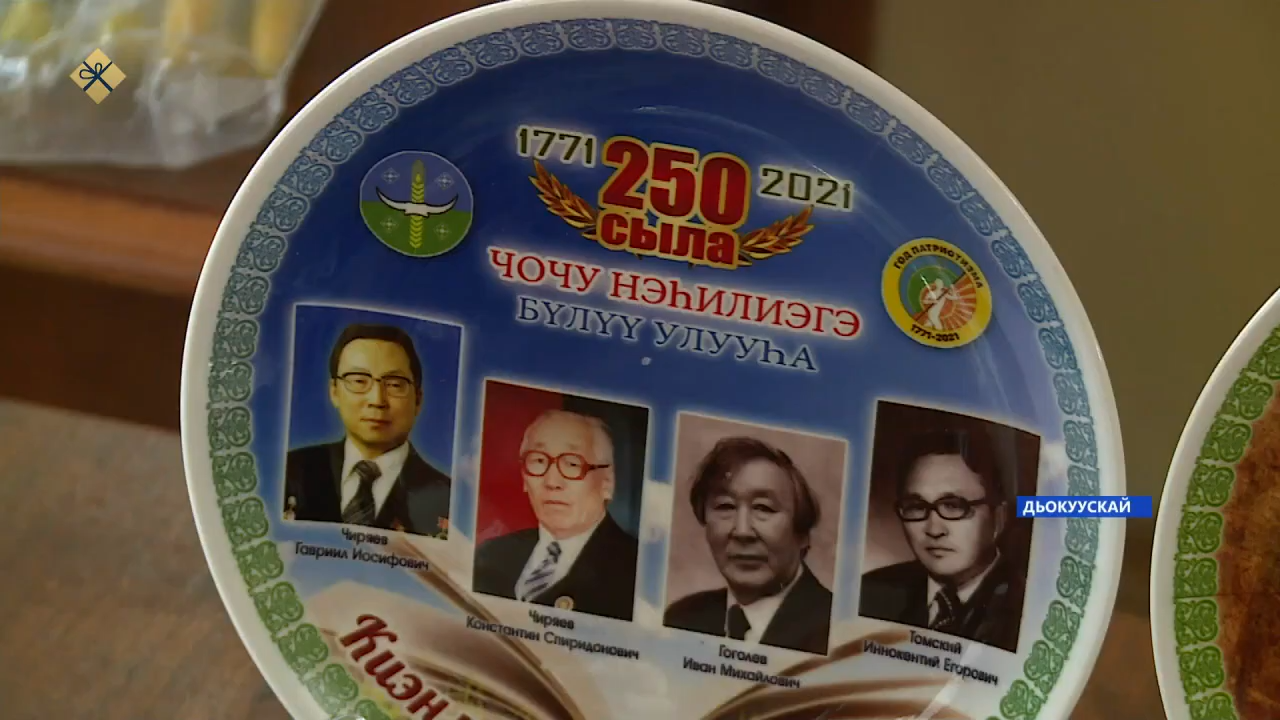 1771 250 2021
сыла
ЧОЧУ НЭҺИЛИЭГЭ
БҮЛҮҮ УЛУУҺА
ГОД ПАТРИОТИЗМА
1771-2021
Чиряев
Гавриил Иосифович
Чиряев
Константин Спиридонович
Гоголев
Иван Михайлович
Томский
Иннокентий Егорович
ДЬОКУУСКАЙ